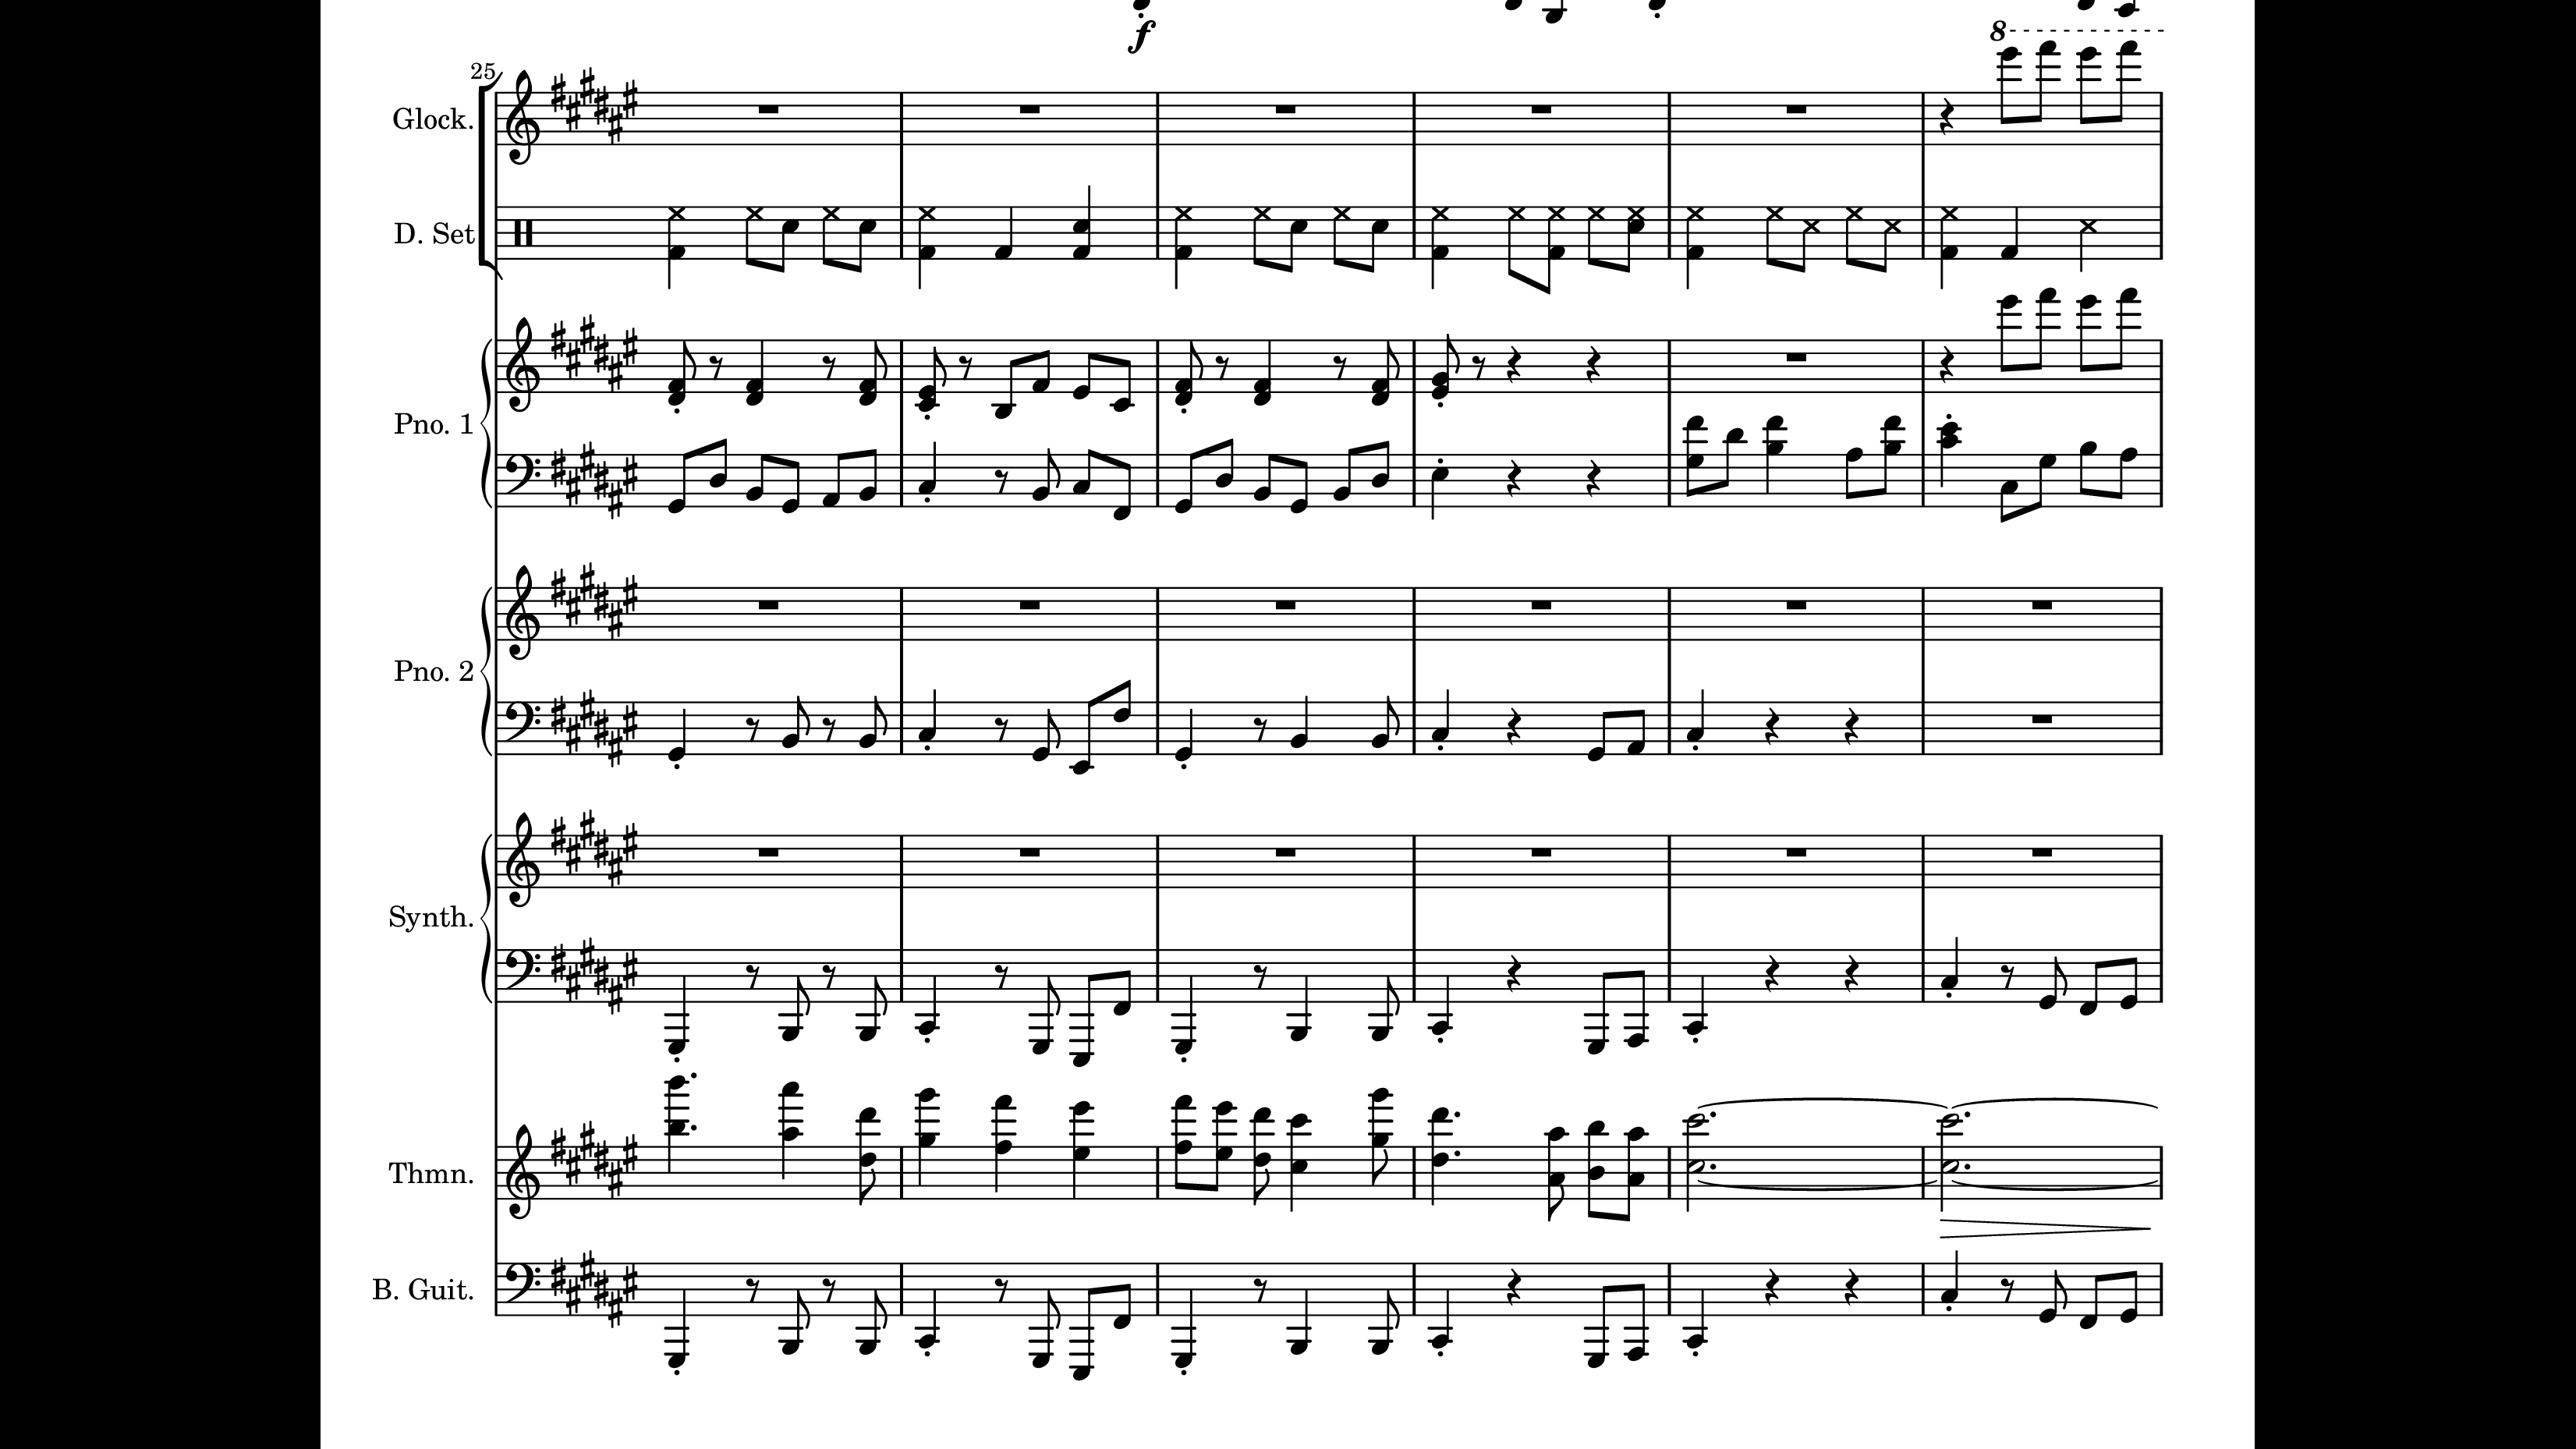 f
8
25
Glock.
D. Set
Pno. 1
Pno. 2
Synth.
Thmn.
B. Guit.